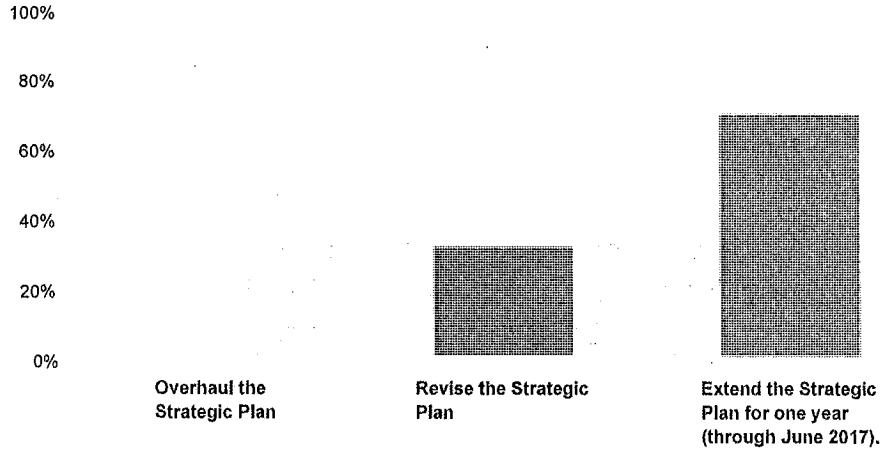 100%
80%
60%
40%
20%
0%
Overhaul the
Strategic Plan
Revise the Strategic
Plan
Extend the Strategic
Plan for one year
(through June 2017).